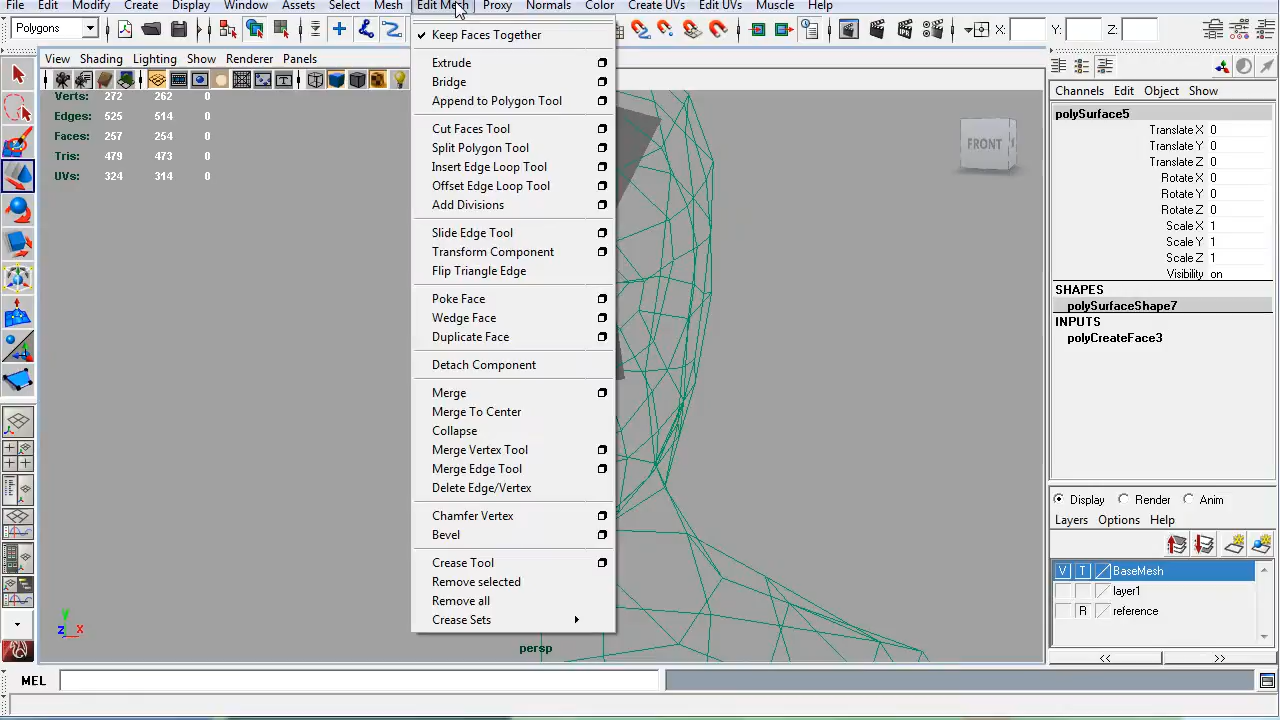 File Edit Modify Create Display Window Assets Select Mesh Edit Mesh Proxy Normals Color Create UVs Edit UVs Muscle Help
Polygons X: Y: Z:
View Shading Lighting Show Renderer Panels
Verts: 272 262 0
Edges: 525 514 0
Faces: 257 254 0
Tris: 479 473 0
UVs: 324 314 0
Keep Faces Together
Extrude
Bridge
Append to Polygon Tool
Cut Faces Tool
Split Polygon Tool
Insert Edge Loop Tool
Offset Edge Loop Tool
Add Divisions
Slide Edge Tool
Transform Component
Flip Triangle Edge
Poke Face
Wedge Face
Duplicate Face
Detach Component
Merge
Merge To Center
Collapse
Merge Vertex Tool
Merge Edge Tool
Delete Edge/Vertex
Chamfer Vertex
Bevel
Crease Tool
Remove selected
Remove all
Crease Sets
FRONT
persp
Y
Z X
Channels Edit Object Show
polySurface5
Translate X 0
Translate Y 0
Translate Z 0
Rotate X 0
Rotate Y 0
Rotate Z 0
Scale X 1
Scale Y 1
Scale Z 1
Visibility on
SHAPES
polySurfaceShape7
INPUTS
polyCreateFace3
Display Render Anim
Layers Options Help
V T BaseMesh
layer1
R reference
<< >>
MEL